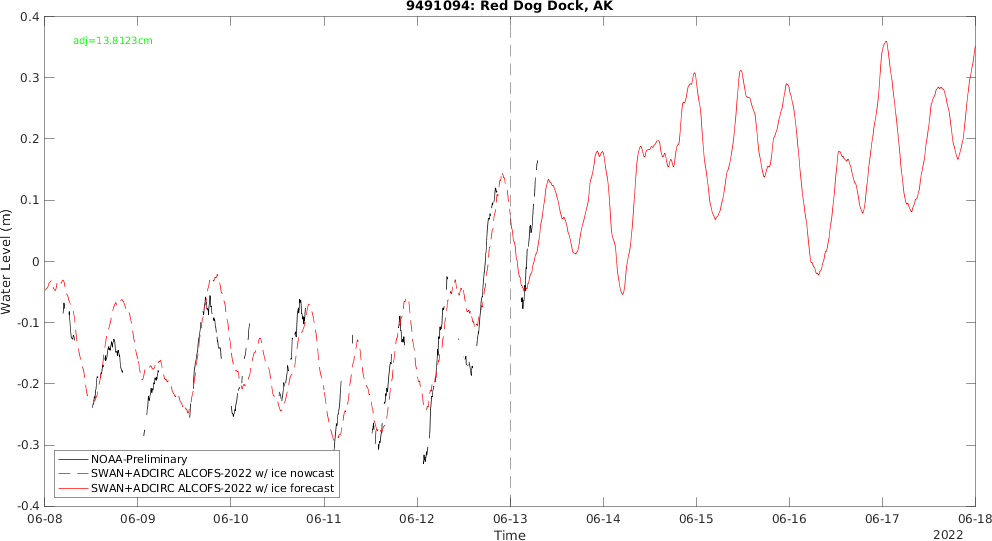 9491094: Red Dog Dock, AK
adj=13.8123cm
Water Level (m)
0.4
0.3
0.2
0.1
0
-0.1
-0.2
-0.3
-0.4
NOAA-Preliminary
SWAN+ADCIRC ALCOFS-2022 w/ ice nowcast
SWAN+ADCIRC ALCOFS-2022 w/ ice forecast
06-08 06-09 06-10 06-11 06-12 06-13 06-14 06-15 06-16 06-17 06-18
Time
2022